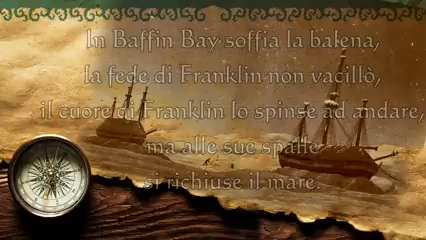 In Baffin Bay soffia la balena,
la fede di Franklin non vacillò,
il cuore di Franklin lo spinse ad andare,
ma alle sue spalle
si richiuse il mare.